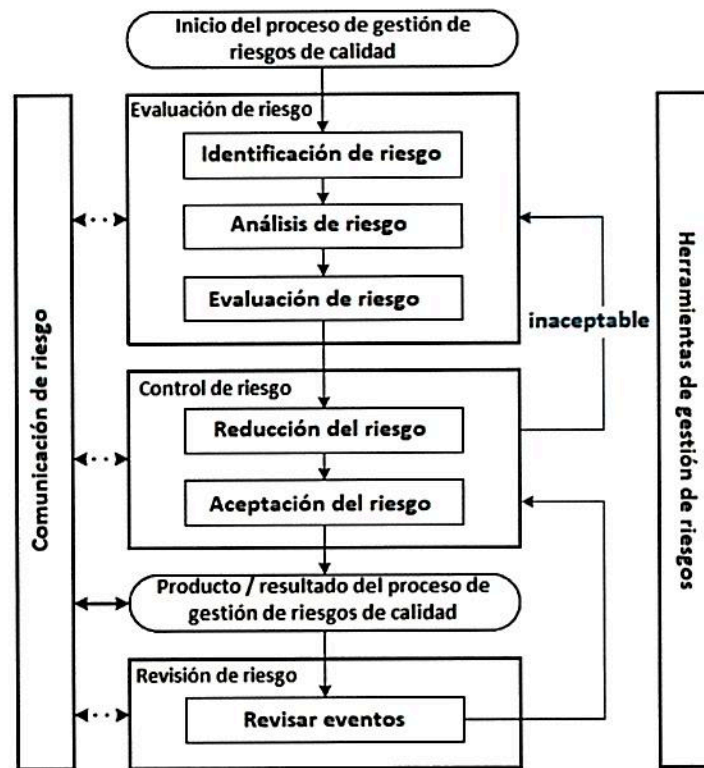 Inicio del proceso de gestión de
riesgos de calidad
Evaluación de riesgo
Identificación de riesgo
Análisis de riesgo
Evaluación de riesgo
inaceptable
Control de riesgo
Reducción del riesgo
Aceptación del riesgo
Producto / resultado del proceso de
gestión de riesgos de calidad
Revisión de riesgo
Revisar eventos
Comunicación de riesgo
Herramientas de gestión de riesgos